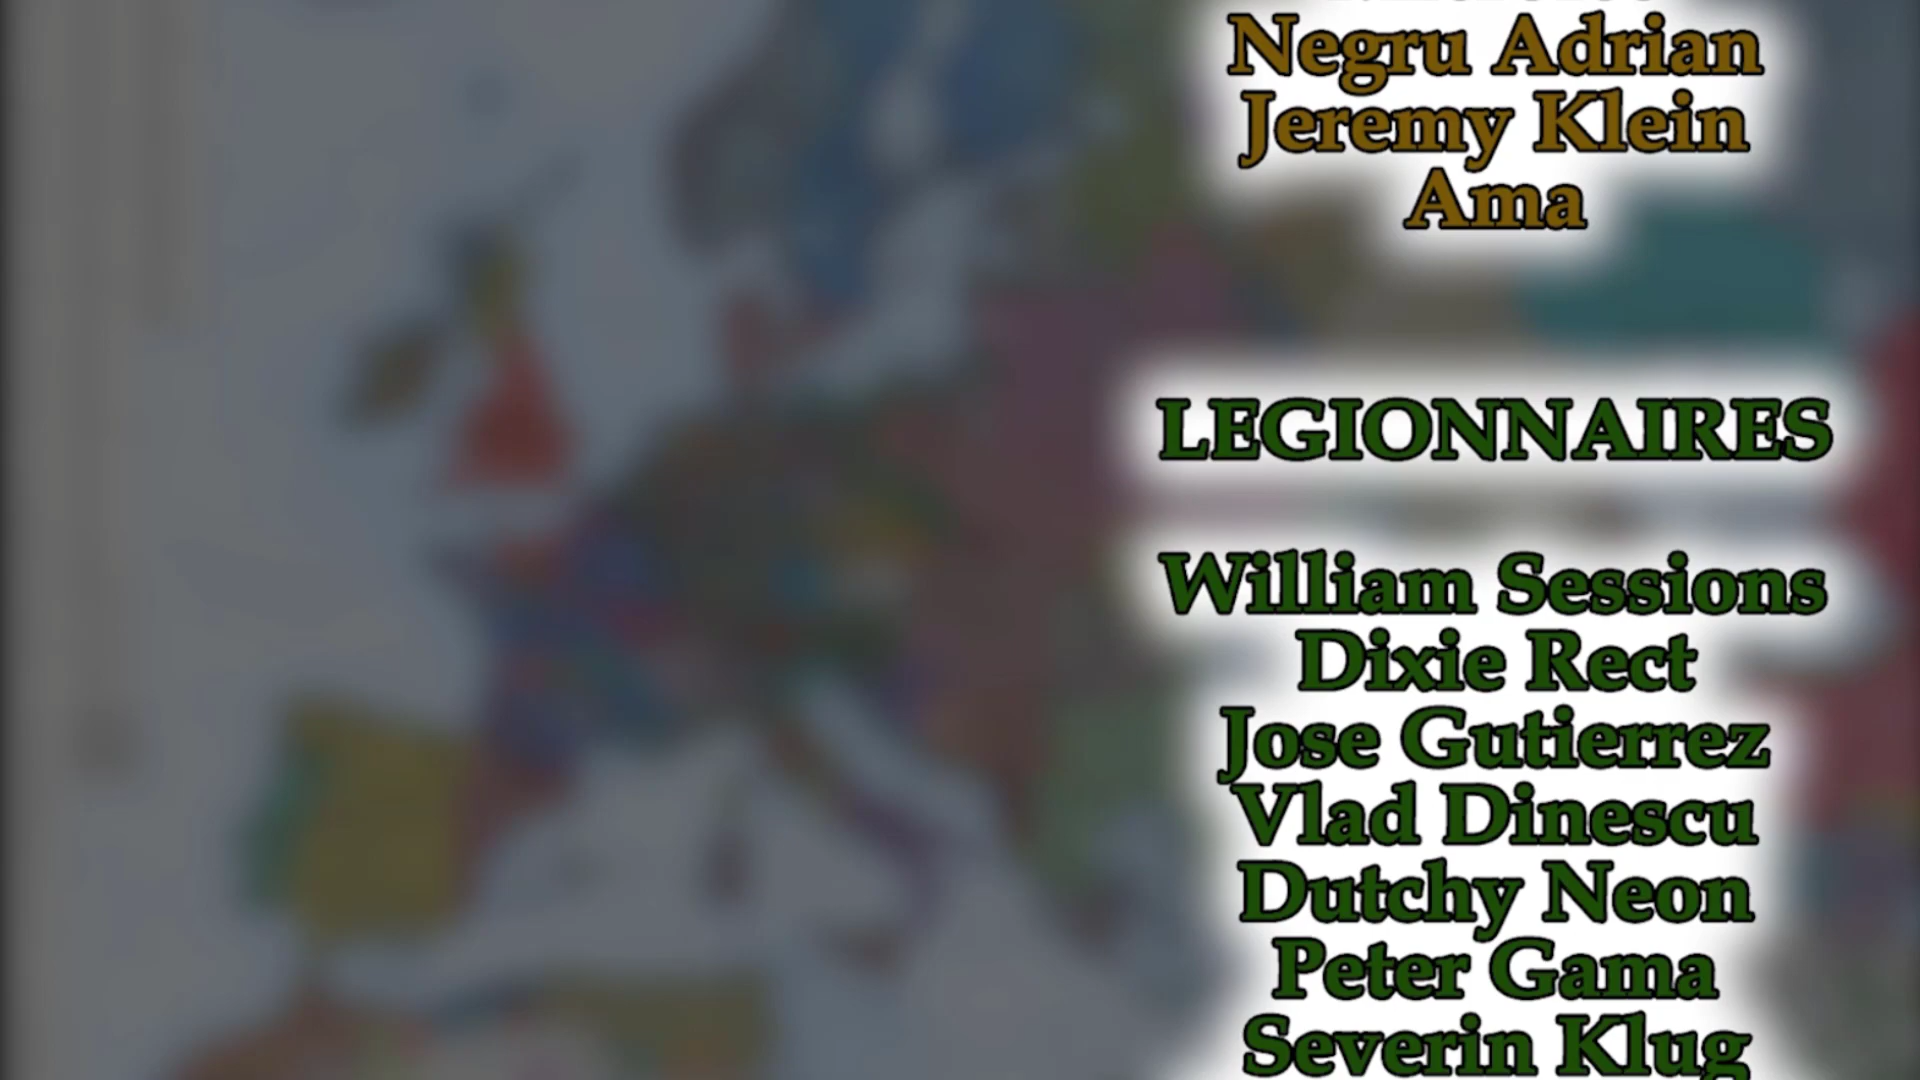 Negru Adrian
Jeremy Klein
Ama
LEGIONNAIRES
William Sessions
Dixie Rect
Jose Gutierrez
Vlad Dinescu
Dutchy Neon
Peter Gama
Severin Klug